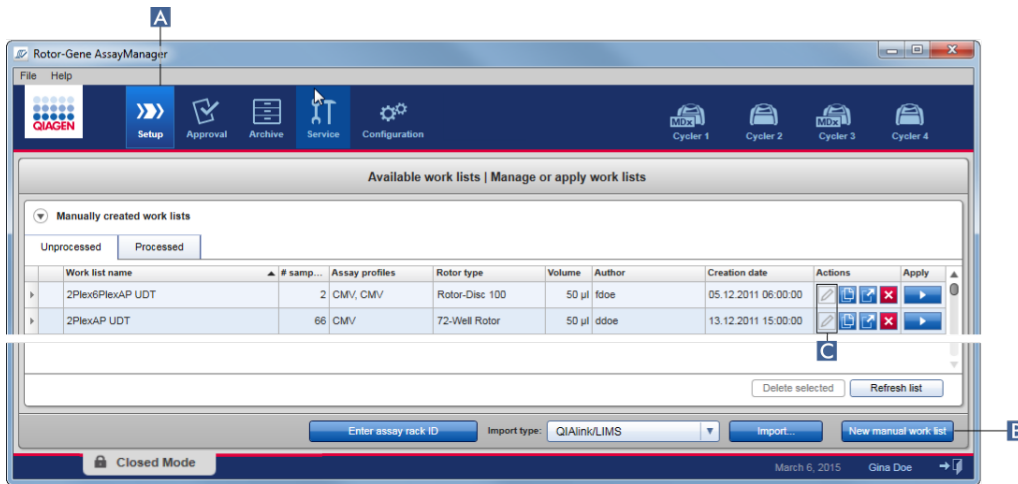 A
Rotor-Gene AssayManager
File Help
QIAGEN
Setup Approval Archive Service Configuration
MDx MDx
Cycler 1 Cycler 2 Cycler 3 Cycler 4
Available work lists | Manage or apply work lists
Manually created work lists
Unprocessed Processed
Work list name # samp... Assay profiles Rotor type Volume Author Creation date Actions Apply
2Plex6PlexAP UDT 2 CMV, CMV Rotor-Disc 100 50 µl fdoe 05.12.2011 06:00:00
2PlexAP UDT 66 CMV 72-Well Rotor 50 µl ddoe 13.12.2011 15:00:00
C
Delete selected Refresh list
Enter assay rack ID Import type: QIAlink/LIMS Import... New manual work list
Closed Mode
March 6, 2015 Gina Doe